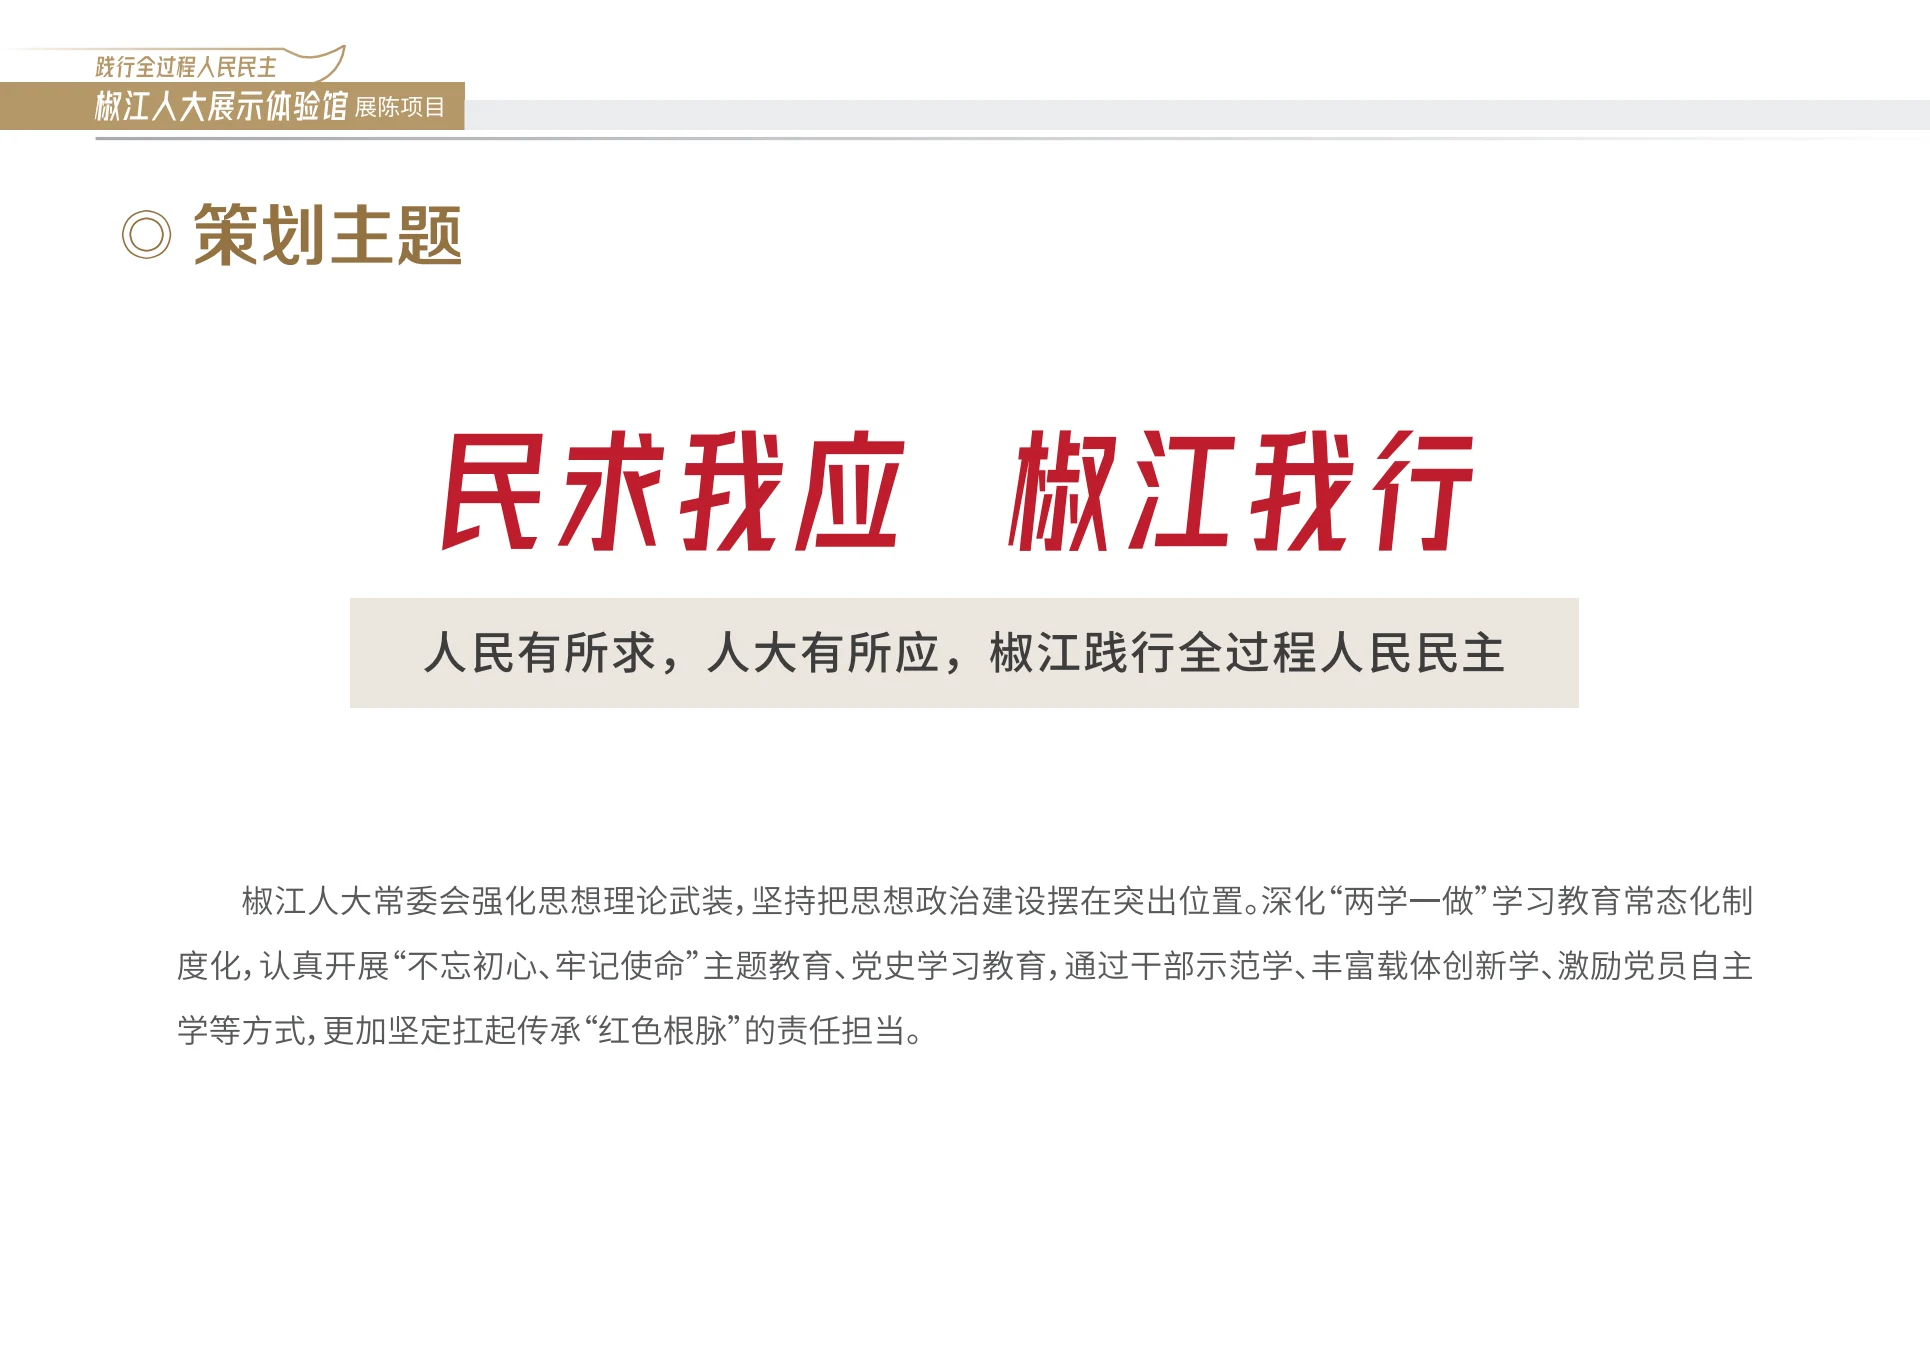 践行全过程人民民主
椒江人大展示体验馆 展陈项目
◎ 策划主题
民求我应 椒江我行
人民有所求，人大有所应，椒江践行全过程人民民主
椒江人大常委会强化思想理论武装，坚持把思想政治建设摆在突出位置。深化“两学一做”学习教育常态化制
度化，认真开展“不忘初心、牢记使命”主题教育、党史学习教育，通过干部示范学、丰富载体创新学、激励党员自主
学等方式，更加坚定扛起传承“红色根脉”的责任担当。